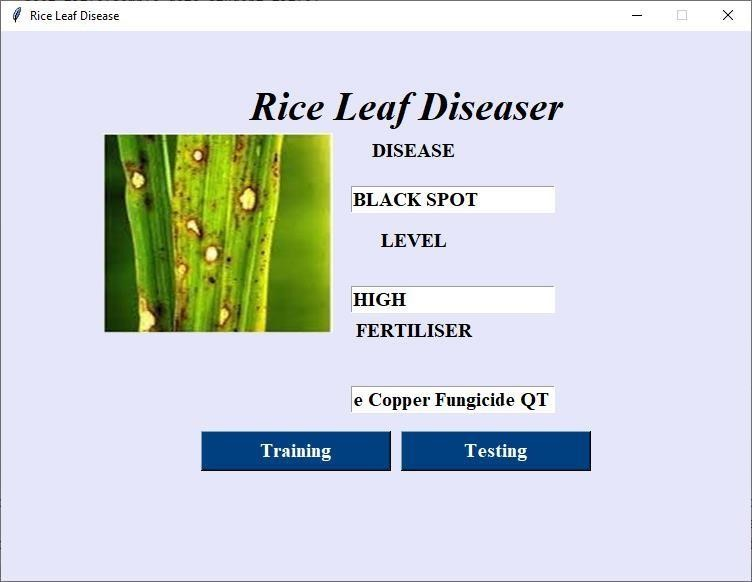 Rice Leaf Disease
Rice Leaf Diseaser
DISEASE
BLACK SPOT
LEVEL
HIGH
FERTILISER
e Copper Fungicide QT
Training
Testing